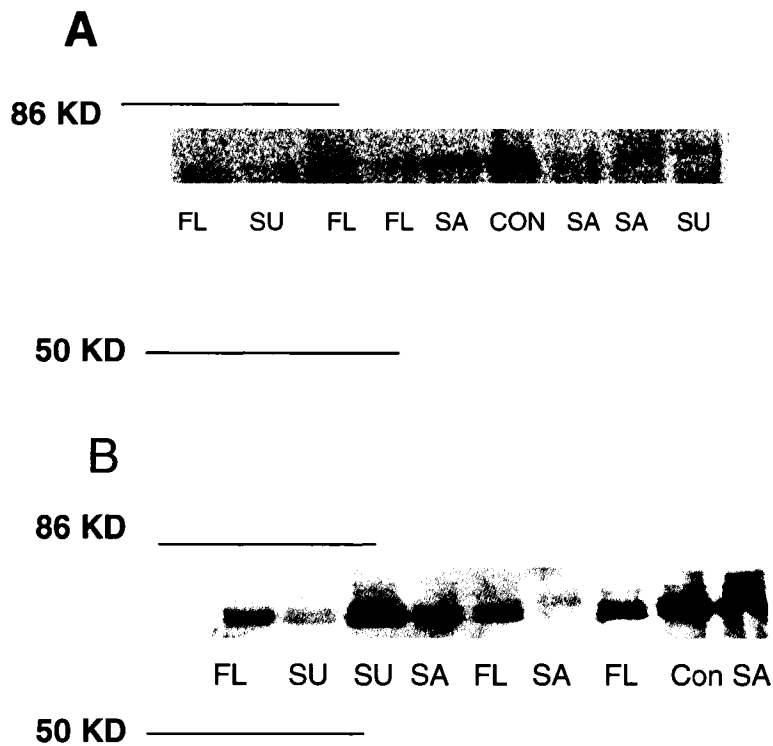 A
86 KD
FL SU FL FL SA CON SA SA SU
50 KD
B
86 KD
FL SU SU SA FL SA FL Con SA
50 KD